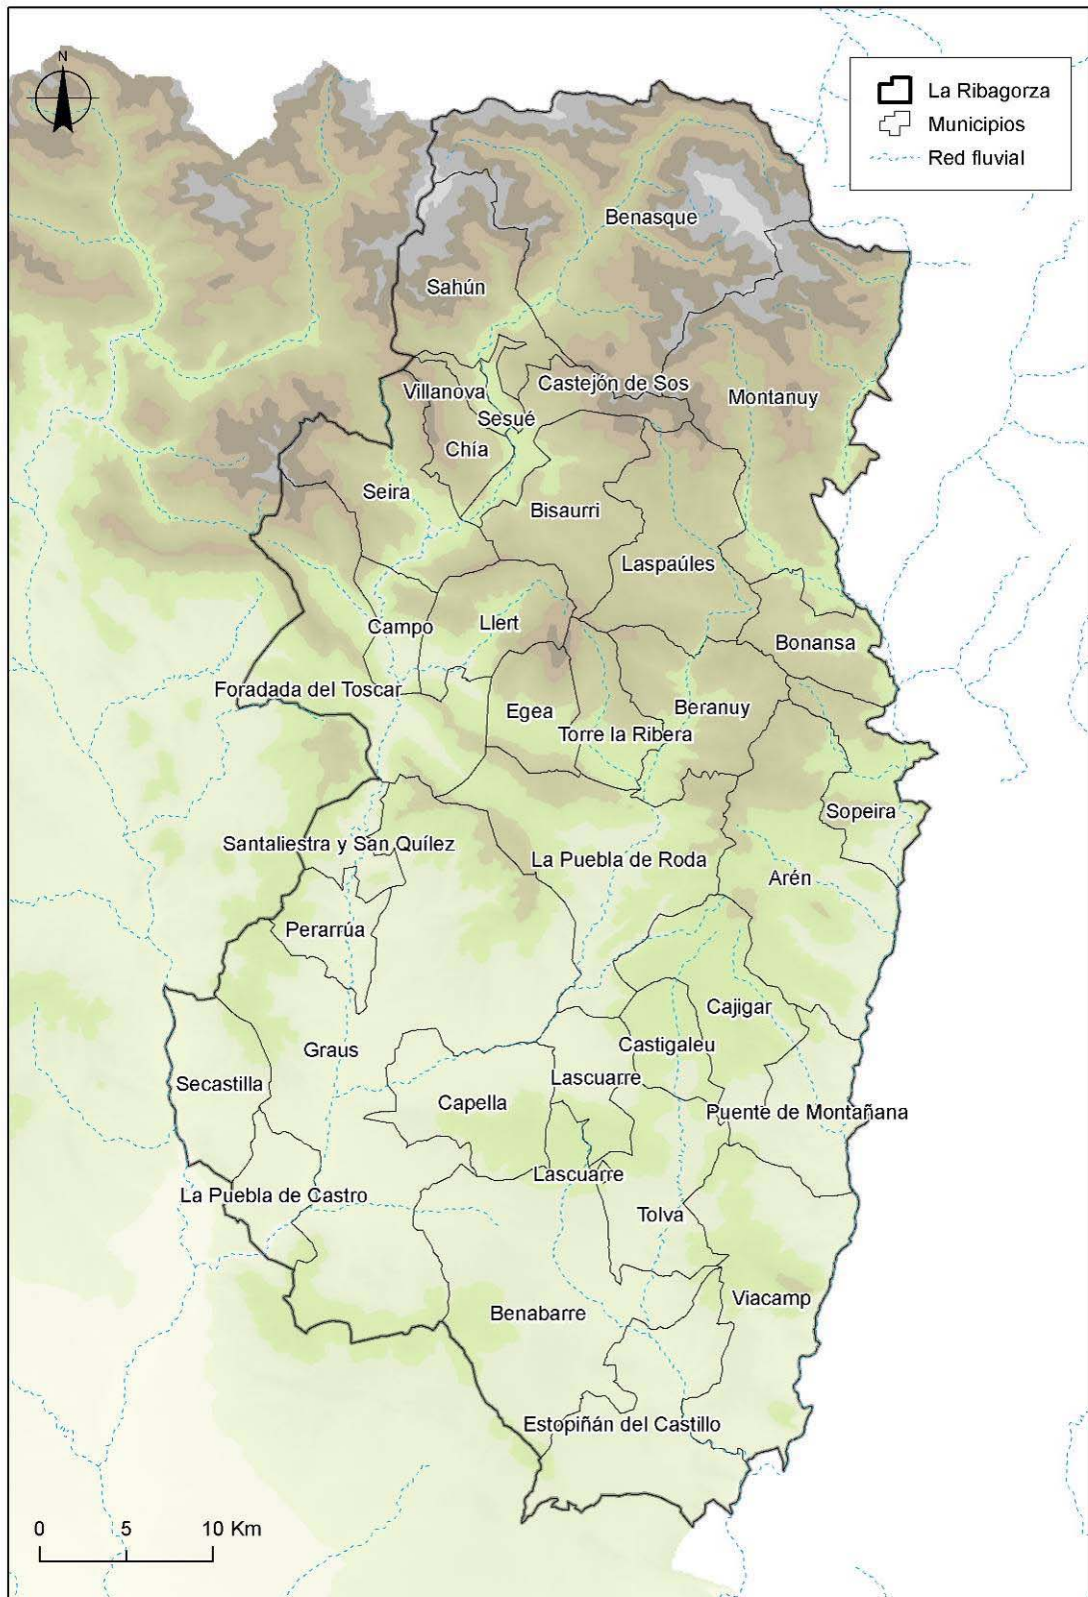 N
La Ribagorza
Municipios
Red fluvial
Benasque
Sahún
Villanova
Castejón de Sos
Montanuy
Sesué
Chía
Seira
Bisaurri
Laspaúles
Llert
Campo
Bonansa
Foradada del Toscar
Egea
Beranuy
Torre la Ribera
Sopeira
Santaliestra y San Quílez
La Puebla de Roda
Arén
Perarrúa
Cajigar
Graus
Castigaleu
Secastilla
Lascuarre
Capella
Puente de Montañana
Lascuarre
La Puebla de Castro
Tolva
Viacamp
Benabarre
Estopiñán del Castillo
0 5 10 Km